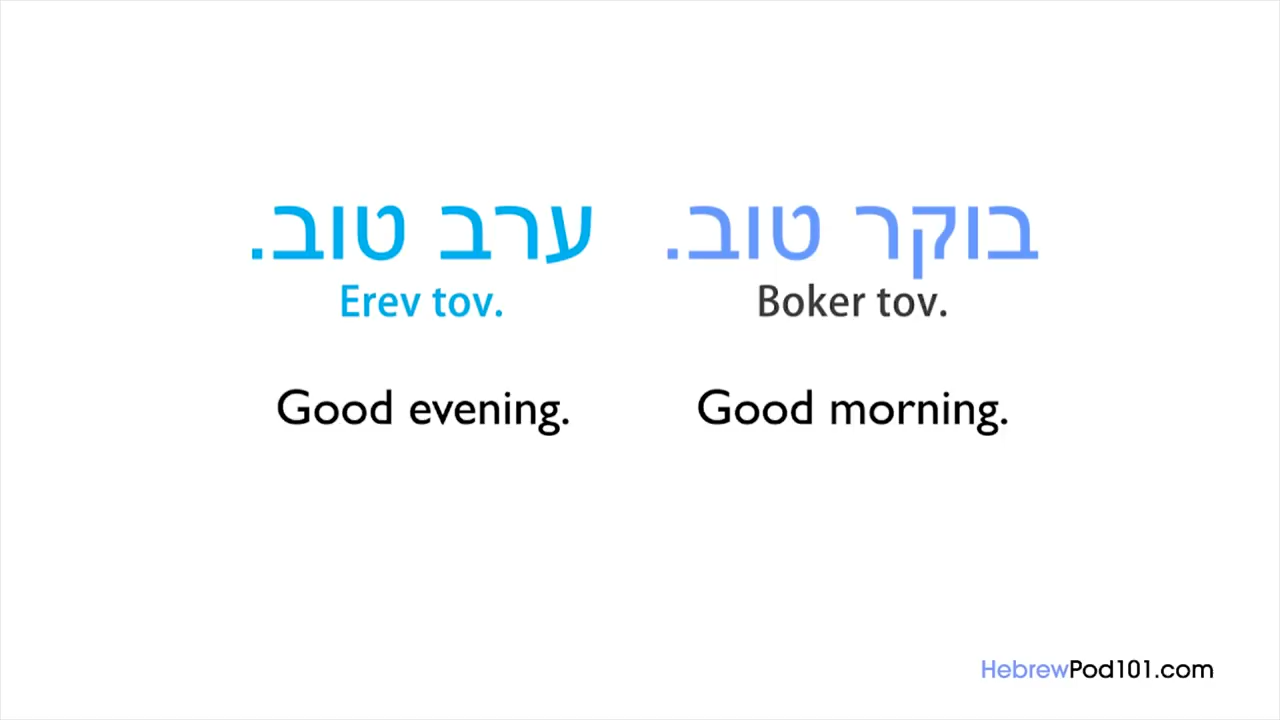 בוקר טוב.
Boker tov.
Good morning.
ערב טוב.
Erev tov.
Good evening.
HebrewPod101.com